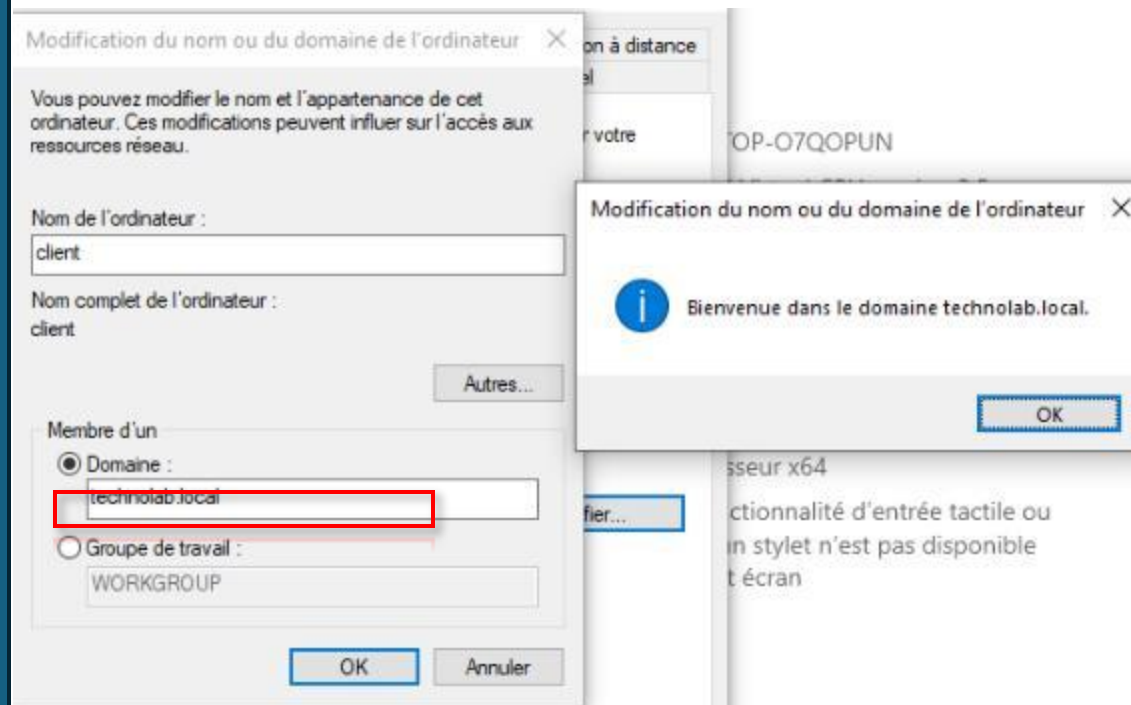 Modification du nom ou du domaine de l'ordinateur
on à distance
el
Vous pouvez modifier le nom et l'appartenance de cet
ordinateur. Ces modifications peuvent influer sur l'accès aux
ressources réseau.
r votre
TOP-O7QOPUN
Nom de l'ordinateur :
client
Nom complet de l'ordinateur :
client
Autres...
Membre d'un
Domaine :
technolab.local
Groupe de travail :
WORKGROUP
OK
Annuler
Modification du nom ou du domaine de l'ordinateur
Bienvenue dans le domaine technolab.local.
OK
sseur x64
fier...
ctionnalité d'entrée tactile ou
un stylet n'est pas disponible
t écran